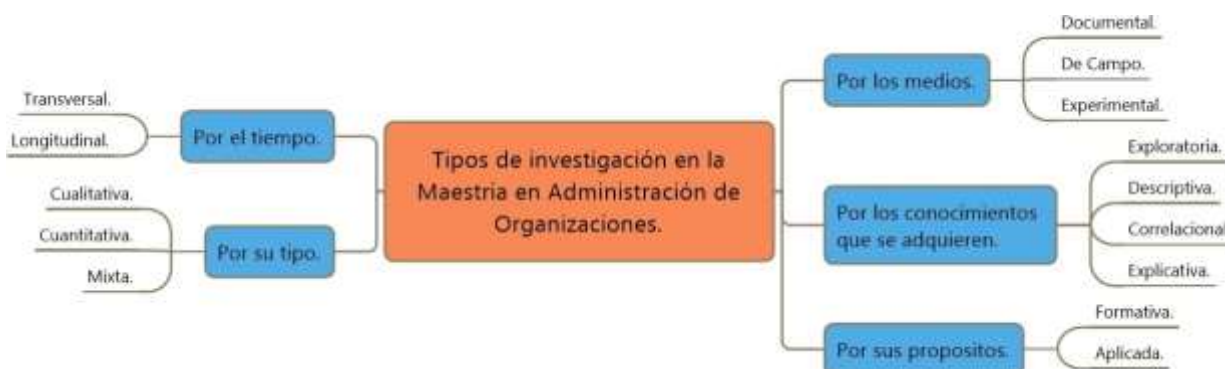 Tipos de investigación en la
Maestria en Administración de
Organizaciones.
Por el tiempo.
Transversal.
Longitudinal.
Por su tipo.
Cualitativa.
Cuantitativa.
Mixta.
Por los medios.
Documental.
De Campo.
Experimental.
Por los conocimientos
que se adquieren.
Exploratoria.
Descriptiva.
Correlacional
Explicativa.
Por sus propositos.
Formativa.
Aplicada.